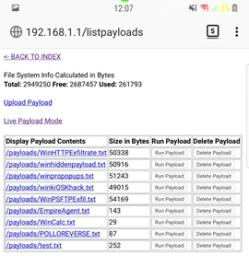 12:07
192.168.1.1/listpayloads
5
<- BACK TO INDEX
File System Info Calculated in Bytes
Total: 2949250 Free: 2687457 Used: 261793
Upload Payload
Live Payload Mode
Display Payload Contents Size in Bytes Run Payload Delete Payload
/payloads/WinHTTPExfiltrate.txt 50338 Run Payload Delete Payload
/payloads/winhiddenpayload.txt 50916 Run Payload Delete Payload
/payloads/winpropopups.txt 51243 Run Payload Delete Payload
/payloads/winkiOSKhack.txt 49015 Run Payload Delete Payload
/payloads/WinPSFTPExfil.txt 54169 Run Payload Delete Payload
/payloads/EmpireAgent.txt 143 Run Payload Delete Payload
/payloads/WinCalc.txt 29 Run Payload Delete Payload
/payloads/POLLOREVERSE.txt 87 Run Payload Delete Payload
/payloads/test.txt 252 Run Payload Delete Payload